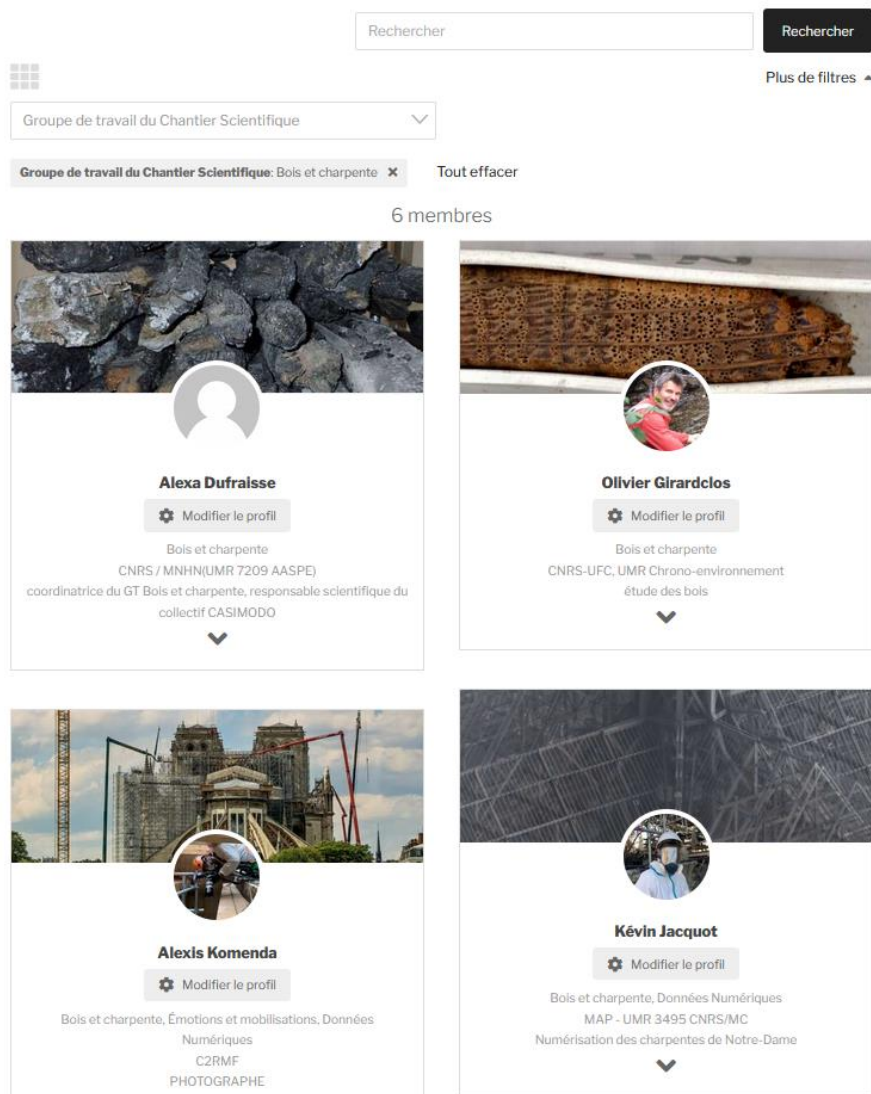 Rechercher
Rechercher
Plus de filtres
Groupe de travail du Chantier Scientifique
Groupe de travail du Chantier Scientifique: Bois et charpente ×
Tout effacer
6 membres
Alexa Dufraisse
Modifier le profil
Bois et charpente
CNRS / MNHN(UMR 7209 AASPE)
coordinatrice du GT Bois et charpente, responsable scientifique du
collectif CASIMODO
Olivier Girardclos
Modifier le profil
Bois et charpente
CNRS-UFC, UMR Chrono-environnement
étude des bois
Alexis Komenda
Modifier le profil
Bois et charpente, Émotions et mobilisations, Données
Numériques
C2RMF
PHOTOGRAPHE
Kévin Jacquot
Modifier le profil
Bois et charpente, Données Numériques
MAP - UMR 3495 CNRS/MC
Numérisation des charpentes de Notre-Dame